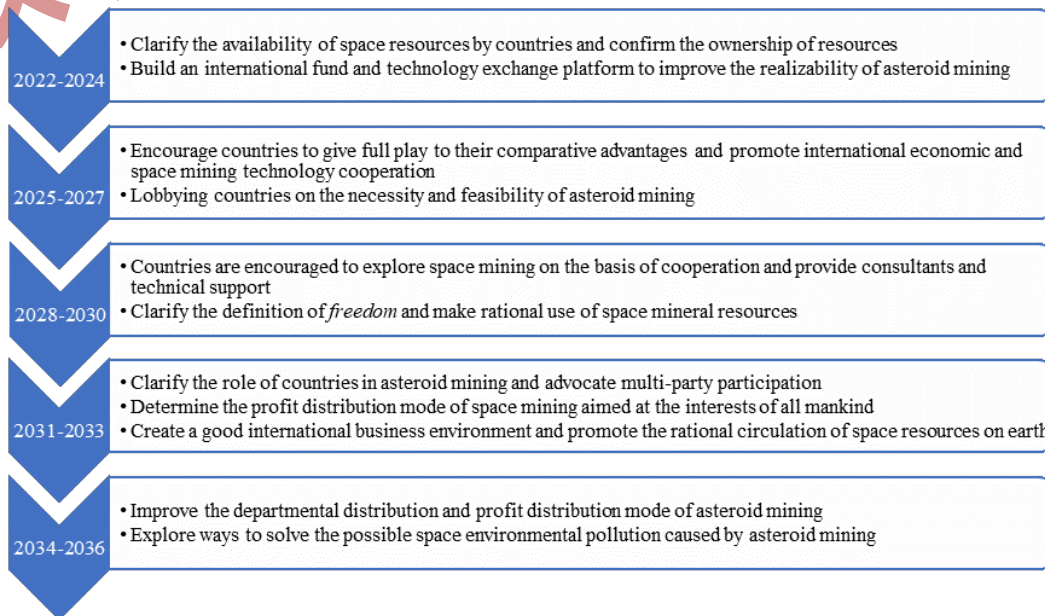 2022-2024
• Clarify the availability of space resources by countries and confirm the ownership of resources
• Build an international fund and technology exchange platform to improve the realizability of asteroid mining
2025-2027
• Encourage countries to give full play to their comparative advantages and promote international economic and
space mining technology cooperation
• Lobbying countries on the necessity and feasibility of asteroid mining
2028-2030
• Countries are encouraged to explore space mining on the basis of cooperation and provide consultants and
technical support
• Clarify the definition of freedom and make rational use of space mineral resources
2031-2033
• Clarify the role of countries in asteroid mining and advocate multi-party participation
• Determine the profit distribution mode of space mining aimed at the interests of all mankind
• Create a good international business environment and promote the rational circulation of space resources on earth
2034-2036
• Improve the departmental distribution and profit distribution mode of asteroid mining
• Explore ways to solve the possible space environmental pollution caused by asteroid mining